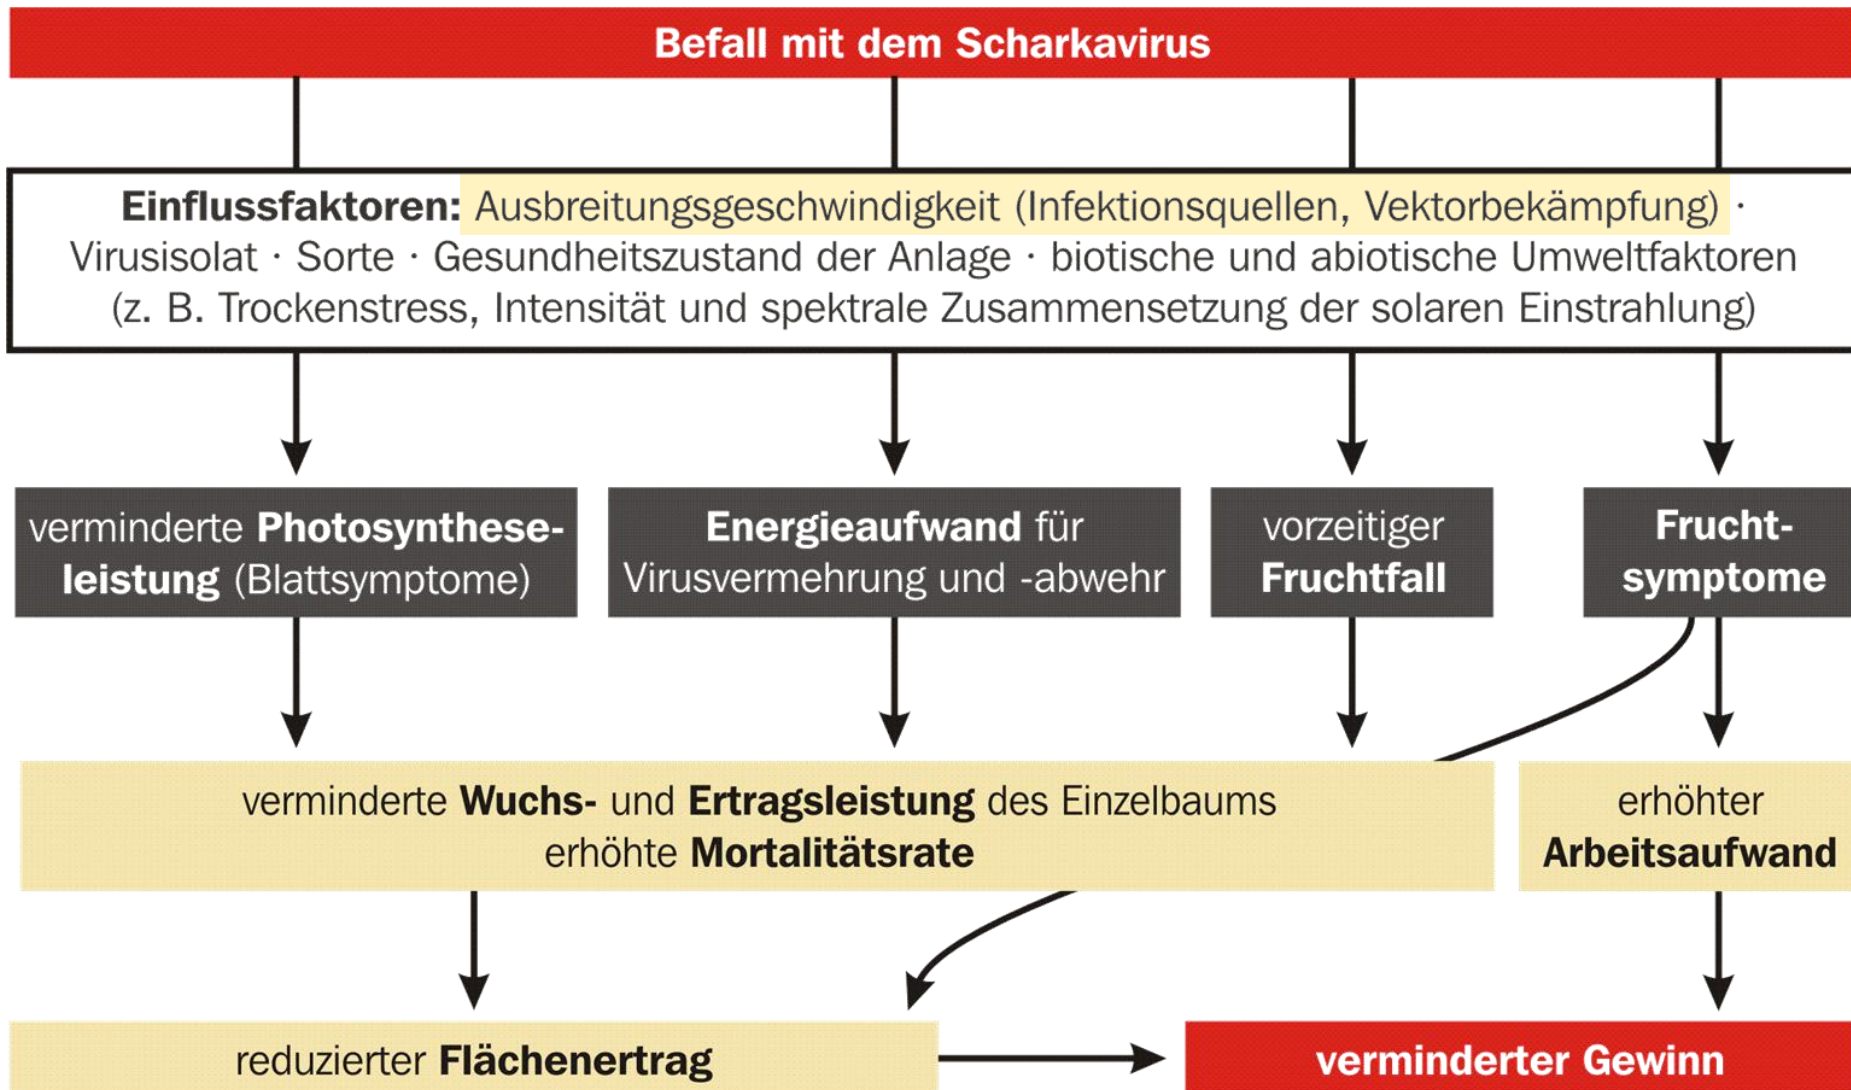 Befall mit dem Scharkavirus
Einflussfaktoren: Ausbreitungsgeschwindigkeit (Infektionsquellen, Vektorbekämpfung) ·
Virusisolat · Sorte · Gesundheitszustand der Anlage · biotische und abiotische Umweltfaktoren
(z. B. Trockenstress, Intensität und spektrale Zusammensetzung der solaren Einstrahlung)
verminderte Photosynthese-
leistung (Blattsymptome)
Energieaufwand für
Virusvermehrung und -abwehr
vorzeitiger
Fruchtfall
Frucht-
symptome
verminderte Wuchs- und Ertragsleistung des Einzelbaums
erhöhte Mortalitätsrate
erhöhter
Arbeitsaufwand
reduzierter Flächenertrag
verminderter Gewinn